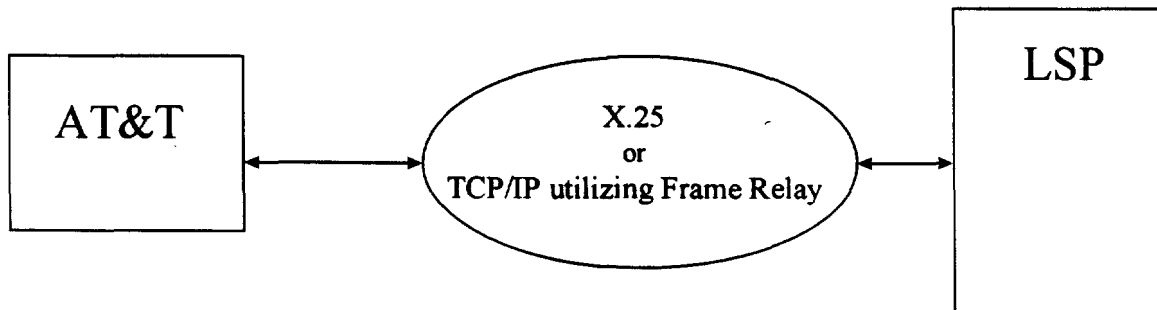 AT&T
X.25
or
TCP/IP utilizing Frame Relay
LSP